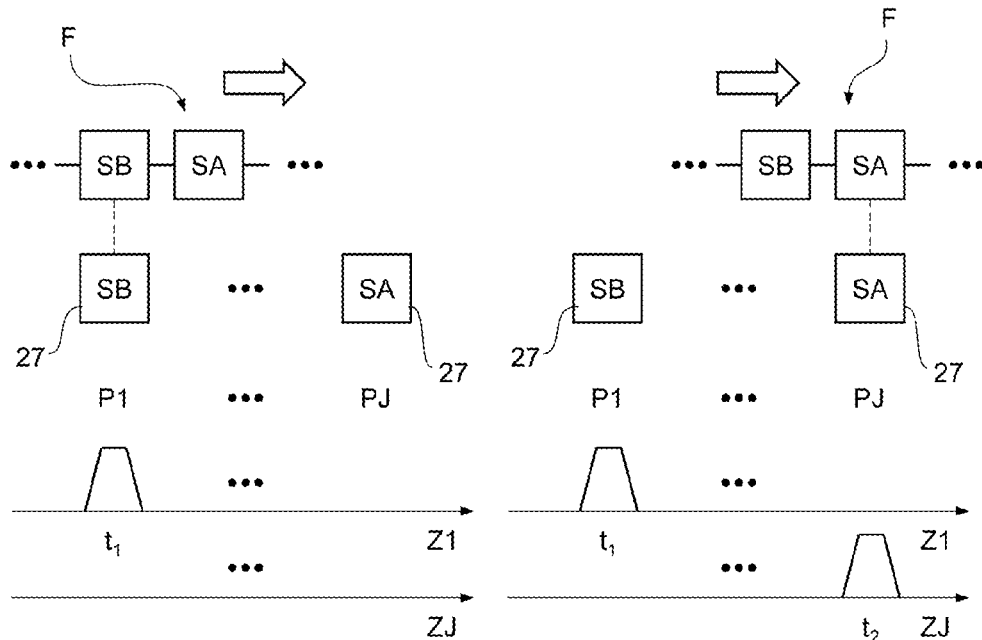 F F
••• SB SA ••• ••• SB SA •••
SB ••• SA SB ••• SA
27 27 27 27
P1 ••• PJ P1 ••• PJ
••• •••
t₁ Z1 t₁ Z1
••• •••
ZJ t₂ ZJ